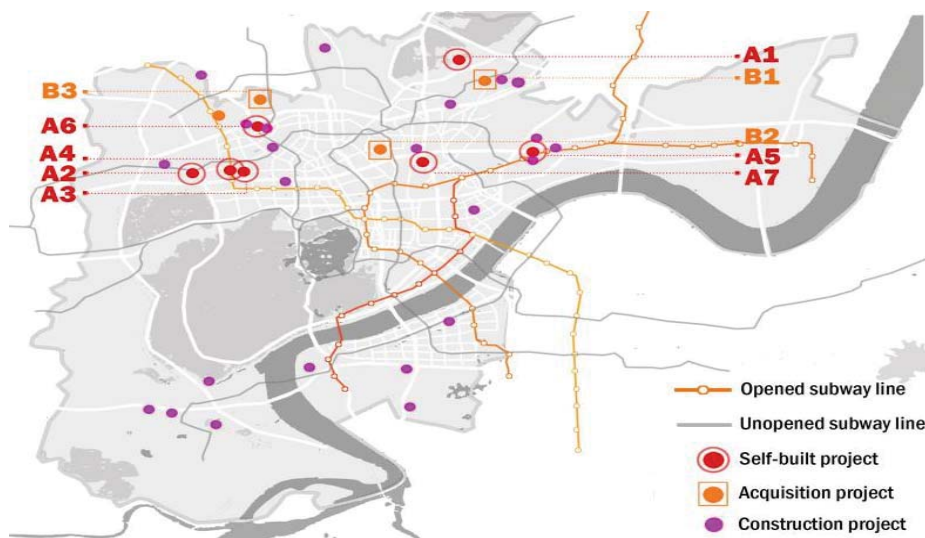 A1
B1
B3
A6
B2
A4
A5
A2
A7
A3
Opened subway line
Unopened subway line
Self-built project
Acquisition project
Construction project